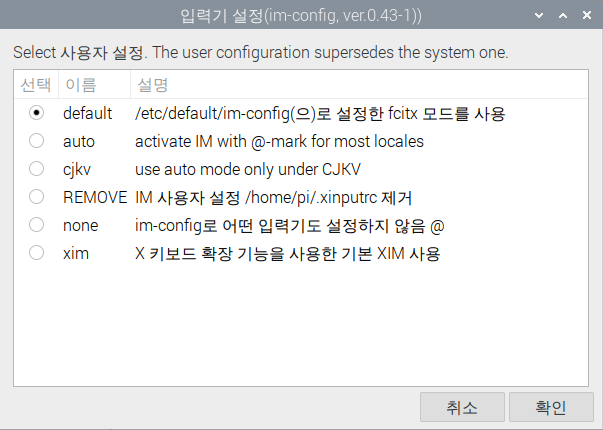 입력기 설정(im-config, ver.0.43-1))
Select 사용자 설정. The user configuration supersedes the system one.
선택 이름 설명
default /etc/default/im-config(으)로 설정한 fcitx 모드를 사용
auto activate IM with @-mark for most locales
cjkv use auto mode only under CJKV
REMOVE IM 사용자 설정 /home/pi/.xinputrc 제거
none im-config로 어떤 입력기도 설정하지 않음 @
xim X 키보드 확장 기능을 사용한 기본 XIM 사용
취소 확인